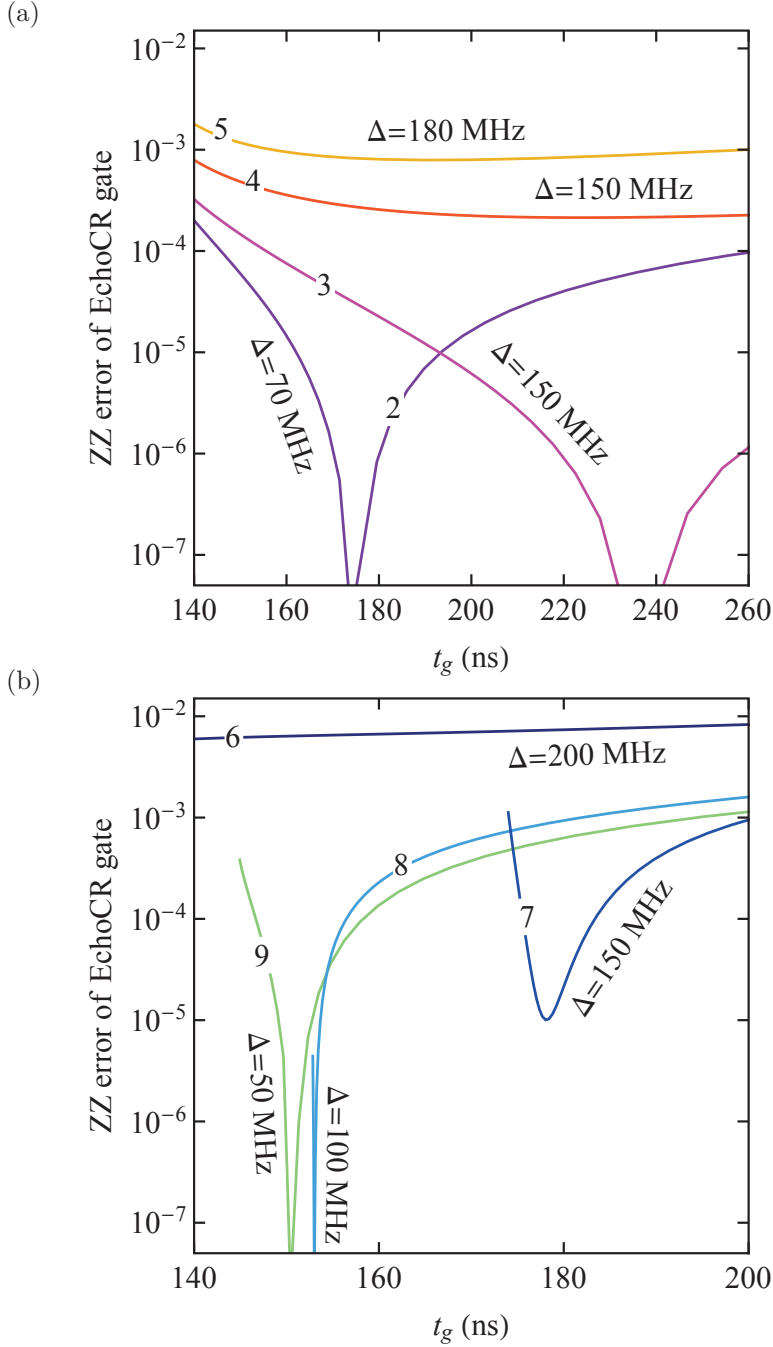 (a)
ZZ error of EchoCR gate
10⁻²
10⁻³
10⁻⁴
10⁻⁵
10⁻⁶
10⁻⁷
5
Δ=180 MHz
4
Δ=150 MHz
3
Δ=70 MHz
2
Δ=150 MHz
140 160 180 200 220 240 260
t_g (ns)
(b)
ZZ error of EchoCR gate
10⁻²
10⁻³
10⁻⁴
10⁻⁵
10⁻⁶
10⁻⁷
6
Δ=200 MHz
8
7
9
Δ=150 MHz
Δ=50 MHz
Δ=100 MHz
140 160 180 200
t_g (ns)